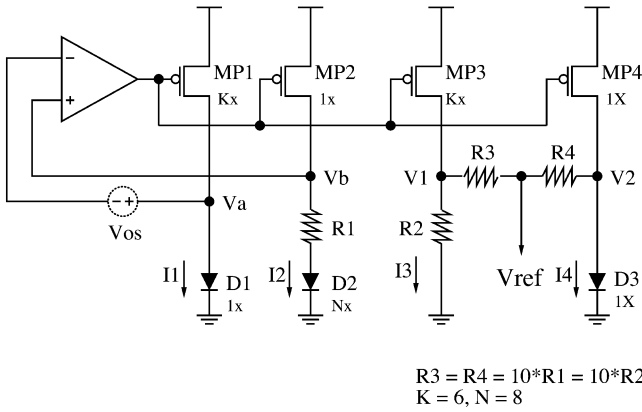 −
+
MP1
Kx
MP2
1x
MP3
Kx
MP4
1X
R3
R4
Va
Vb
V1
V2
− +
Vos
R1
R2
Vref
I1
D1
1x
I2
D2
Nx
I3
I4
D3
1X
R3 = R4 = 10*R1 = 10*R2
K = 6, N = 8